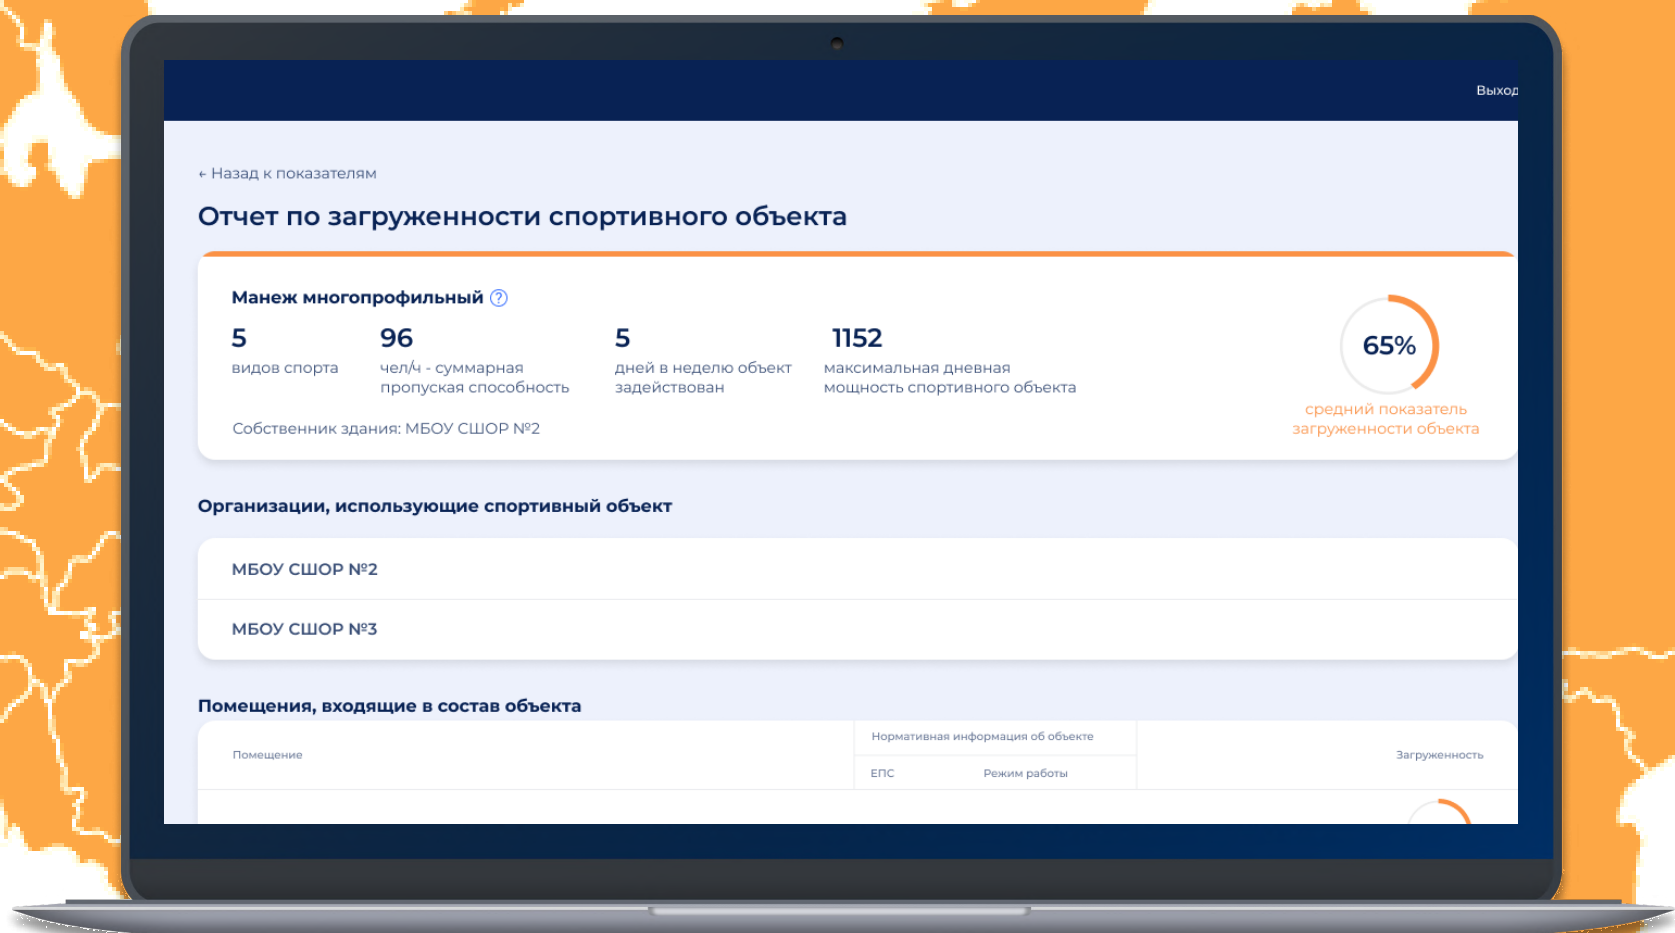 Выход
← Назад к показателям
Отчет по загруженности спортивного объекта
Манеж многопрофильный ?
5
видов спорта
96
чел/ч - суммарная
пропуская способность
5
дней в неделю объект
задействован
1152
максимальная дневная
мощность спортивного объекта
65%
средний показатель
загруженности объекта
Собственник здания: МБОУ СШОР №2
Организации, использующие спортивный объект
МБОУ СШОР №2
МБОУ СШОР №3
Помещения, входящие в состав объекта
Помещение
Нормативная информация об объекте
ЕПС
Режим работы
Загруженность